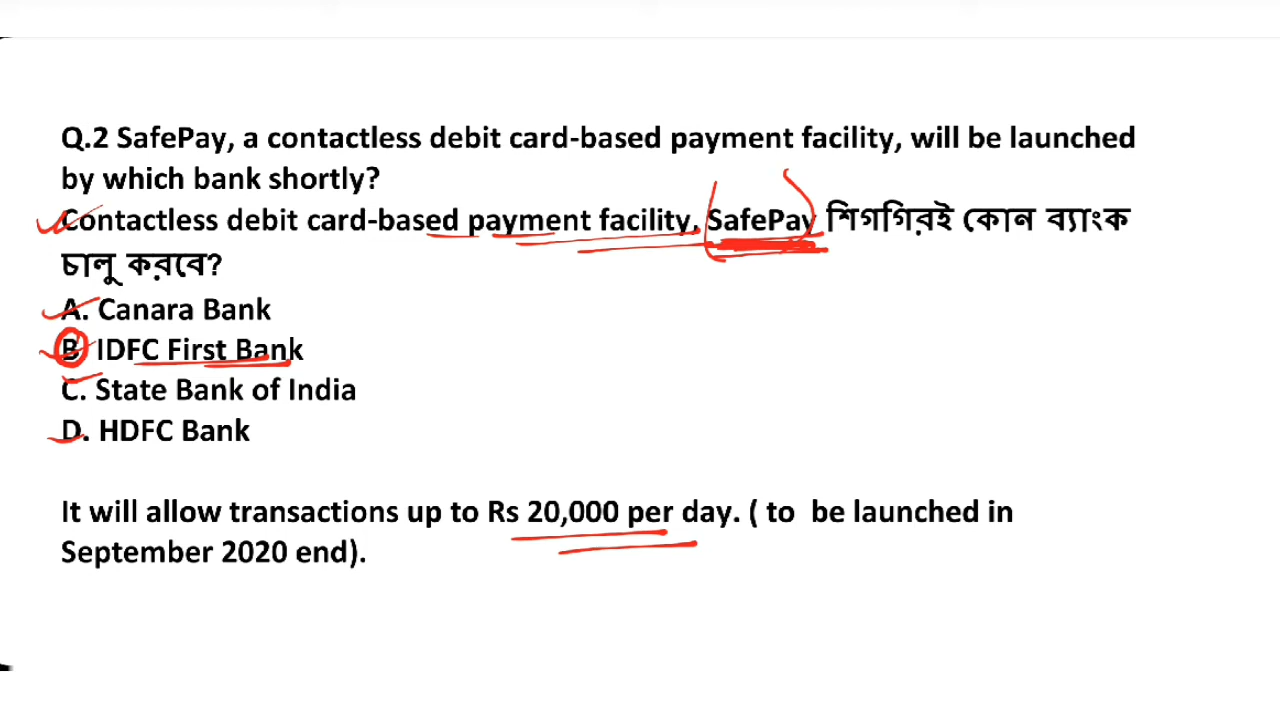 Q.2 SafePay, a contactless debit card-based payment facility, will be launched
by which bank shortly?
Contactless debit card-based payment facility, SafePay শিগগিরই কোন ব্যাংক
চালু করবে?
A. Canara Bank
B. IDFC First Bank
C. State Bank of India
D. HDFC Bank
It will allow transactions up to Rs 20,000 per day. ( to be launched in
September 2020 end).